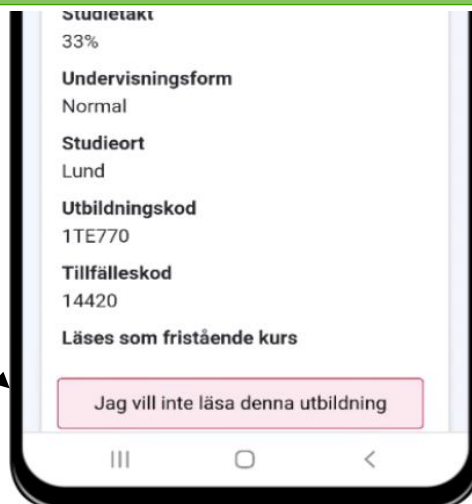 Studietakt
33%
Undervisningsform
Normal
Studieort
Lund
Utbildningskod
1TE770
Tillfälleskod
14420
Läses som fristående kurs
Jag vill inte läsa denna utbildning